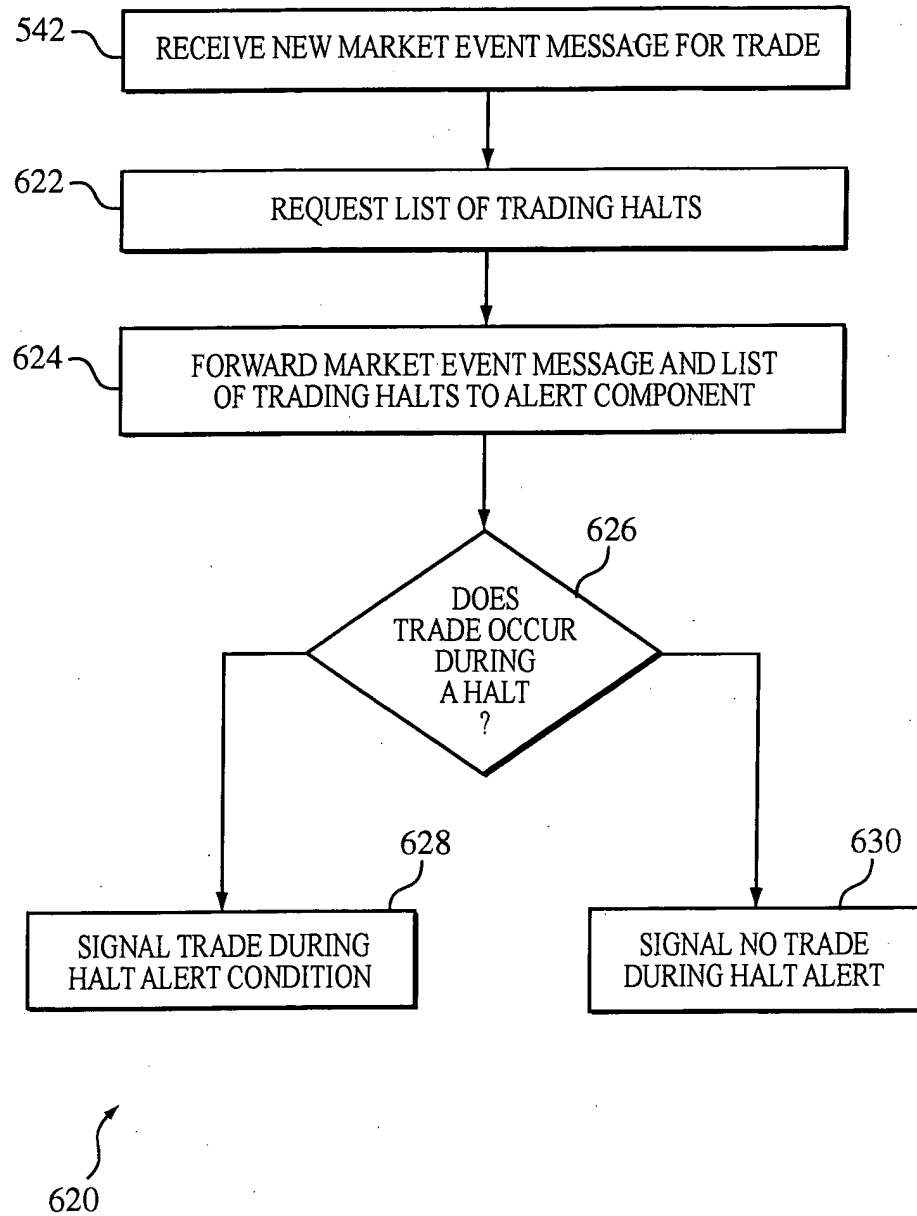 542
RECEIVE NEW MARKET EVENT MESSAGE FOR TRADE
622
REQUEST LIST OF TRADING HALTS
624
FORWARD MARKET EVENT MESSAGE AND LIST
OF TRADING HALTS TO ALERT COMPONENT
626
DOES
TRADE OCCUR
DURING
A HALT
?
628
SIGNAL TRADE DURING
HALT ALERT CONDITION
630
SIGNAL NO TRADE
DURING HALT ALERT
620